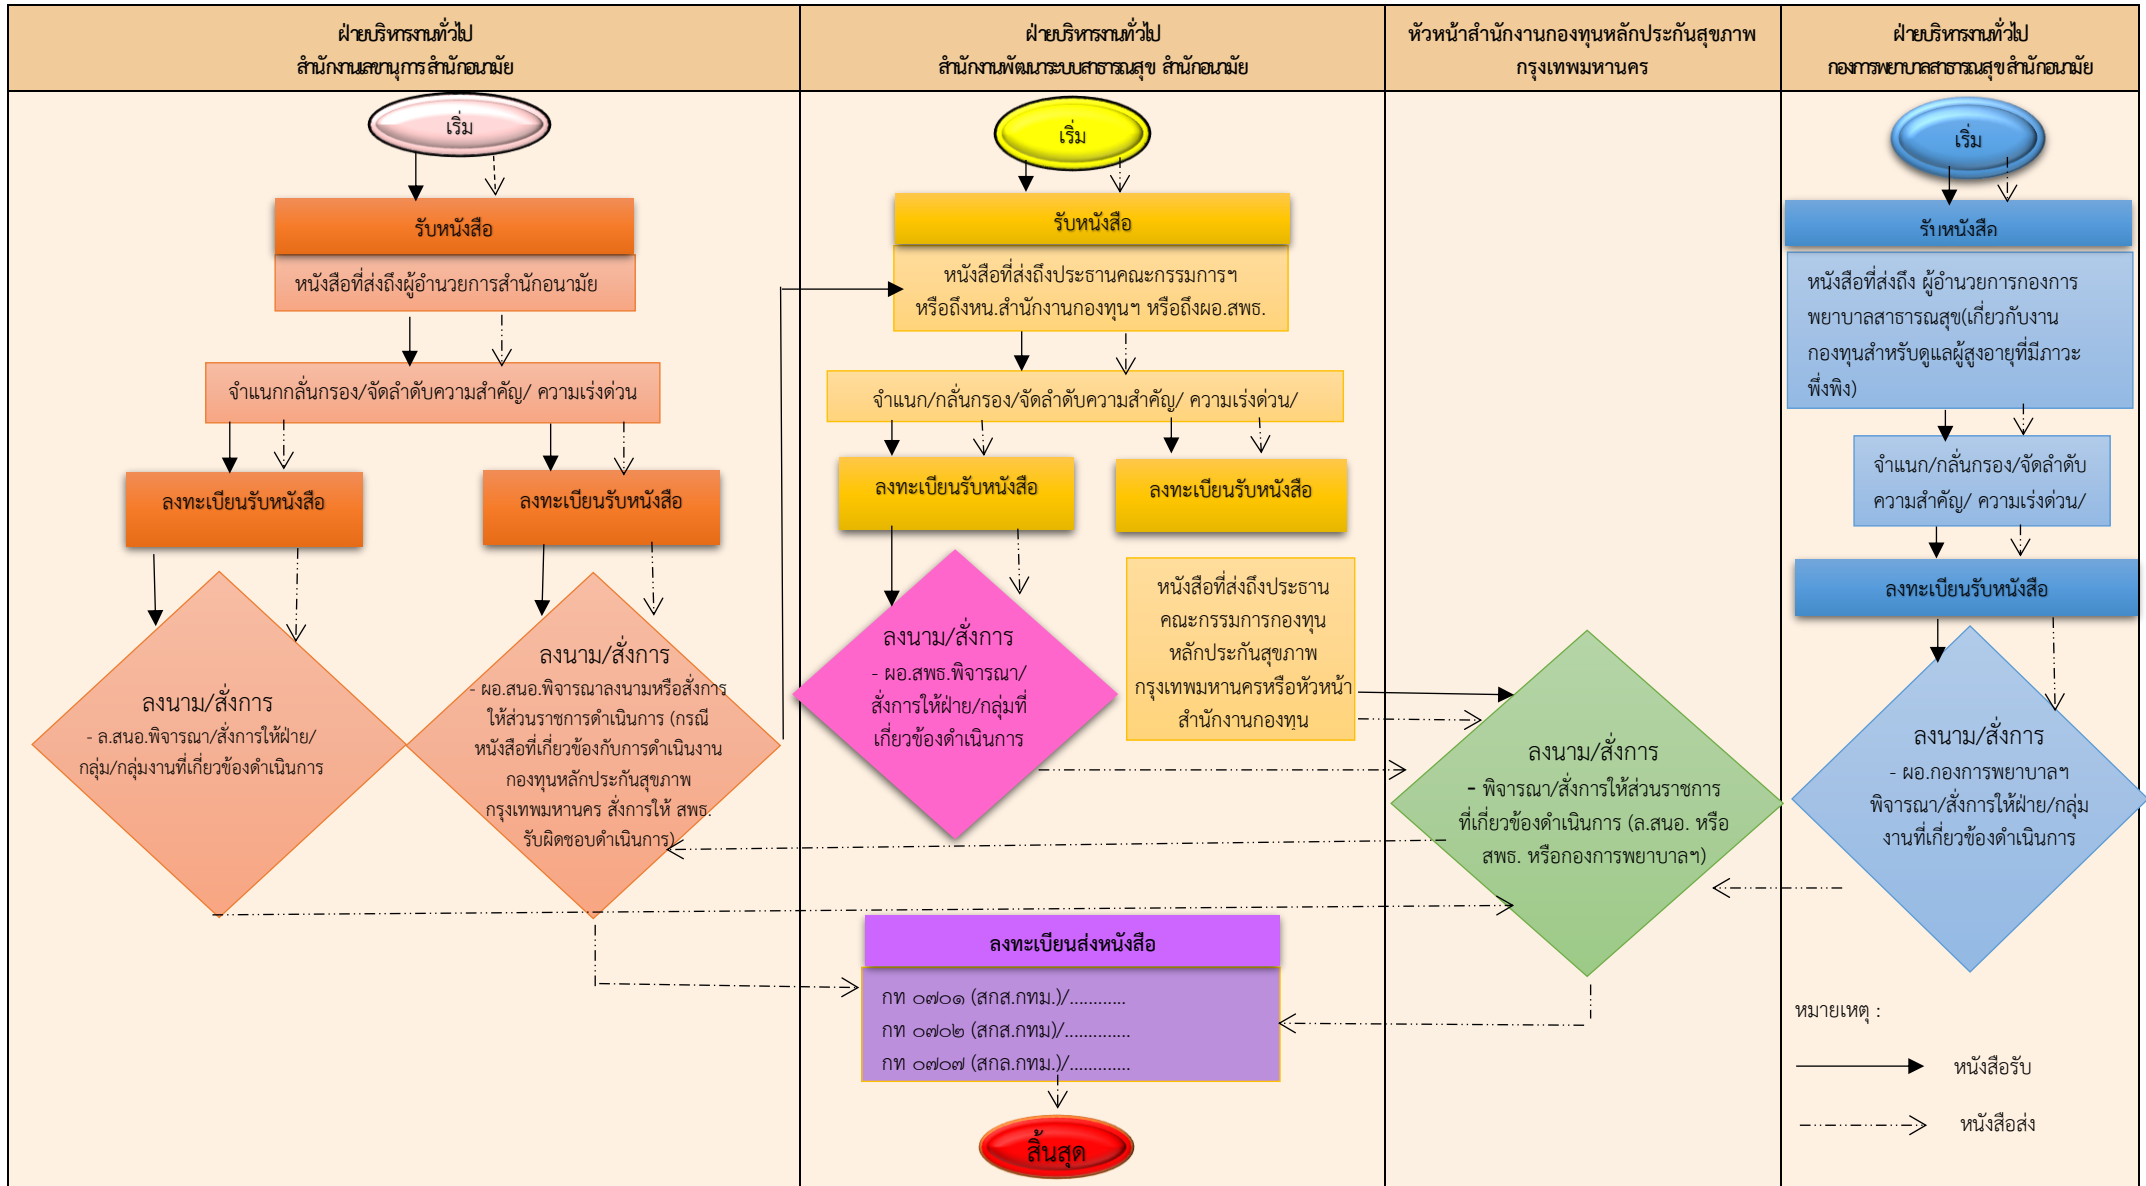 ฝ่ายบริหารงานทั่วไป
สำนักงานเลขานุการ สำนักอนามัย
ฝ่ายบริหารงานทั่วไป
สำนักงานพัฒนาระบบสาธารณสุข สำนักอนามัย
หัวหน้าสำนักงานกองทุนหลักประกันสุขภาพ
กรุงเทพมหานคร
ฝ่ายบริหารงานทั่วไป
กองการพยาบาลสาธารณสุข สำนักอนามัย
เริ่ม
รับหนังสือ
หนังสือที่ส่งถึงผู้อำนวยการสำนักอนามัย
จำแนกกลั่นกรอง/จัดลำดับความสำคัญ/ ความเร่งด่วน
ลงทะเบียนรับหนังสือ
ลงทะเบียนรับหนังสือ
ลงนาม/สั่งการ
- ล.สนอ.พิจารณา/สั่งการให้ฝ่าย/
กลุ่ม/กลุ่มงานที่เกี่ยวข้องดำเนินการ
ลงนาม/สั่งการ
- ผอ.สนอ.พิจารณาลงนามหรือสั่งการ
ให้ส่วนราชการดำเนินการ (กรณี
หนังสือที่เกี่ยวข้องกับการดำเนินงาน
กองทุนหลักประกันสุขภาพ
กรุงเทพมหานคร สั่งการให้ สพธ.
รับผิดชอบดำเนินการ)
เริ่ม
รับหนังสือ
หนังสือที่ส่งถึงประธานคณะกรรมการฯ
หรือถึงหน.สำนักงานกองทุนฯ หรือถึงผอ.สพธ.
จำแนก/กลั่นกรอง/จัดลำดับความสำคัญ/ ความเร่งด่วน/
ลงทะเบียนรับหนังสือ
ลงทะเบียนรับหนังสือ
ลงนาม/สั่งการ
- ผอ.สพธ.พิจารณา/
สั่งการให้ฝ่าย/กลุ่มที่
เกี่ยวข้องดำเนินการ
หนังสือที่ส่งถึงประธาน
คณะกรรมการกองทุน
หลักประกันสุขภาพ
กรุงเทพมหานครหรือหัวหน้า
สำนักงานกองทุน
ลงทะเบียนส่งหนังสือ
กท ๐๗๐๑ (สกส.กทม.)/............
กท ๐๗๐๒ (สกส.กทม)/..............
กท ๐๗๐๗ (สกล.กทม.)/.............
สิ้นสุด
ลงนาม/สั่งการ
- พิจารณา/สั่งการให้ส่วนราชการ
ที่เกี่ยวข้องดำเนินการ (ล.สนอ. หรือ
สพธ. หรือกองการพยาบาลฯ)
เริ่ม
รับหนังสือ
หนังสือที่ส่งถึง ผู้อำนวยการกองการ
พยาบาลสาธารณสุข(เกี่ยวกับงาน
กองทุนสำหรับดูแลผู้สูงอายุที่มีภาวะ
พึ่งพิง)
จำแนก/กลั่นกรอง/จัดลำดับ
ความสำคัญ/ ความเร่งด่วน/
ลงทะเบียนรับหนังสือ
ลงนาม/สั่งการ
- ผอ.กองการพยาบาลฯ
พิจารณา/สั่งการให้ฝ่าย/กลุ่ม
งานที่เกี่ยวข้องดำเนินการ
หมายเหตุ :
หนังสือรับ
หนังสือส่ง